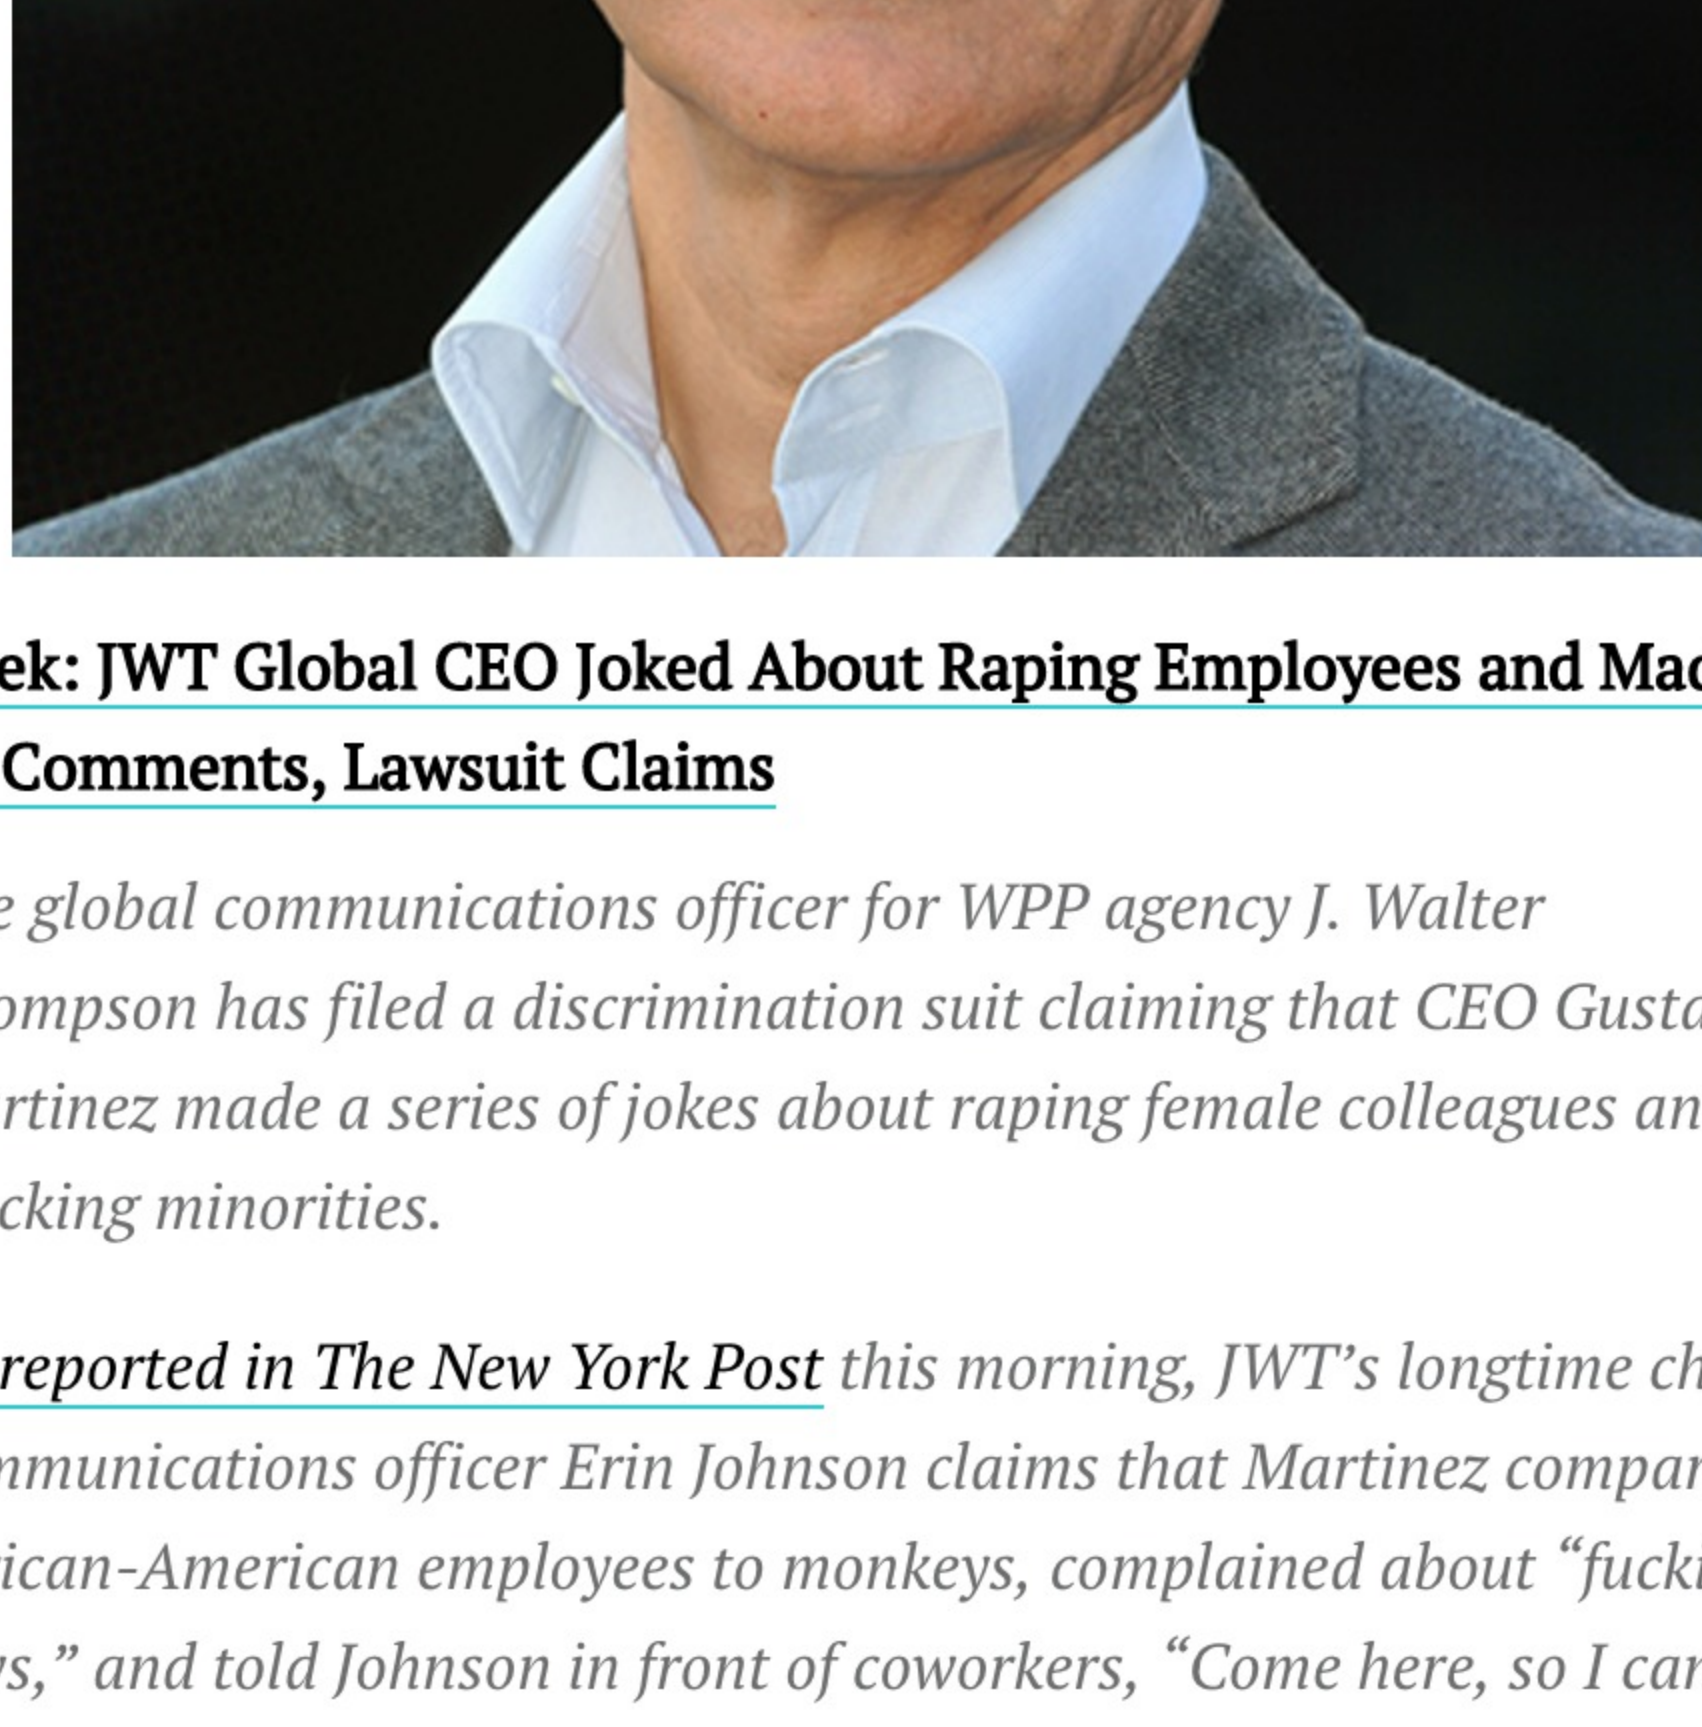 ek: JWT Global CEO Joked About Raping Employees and Mad
Comments, Lawsuit Claims
e global communications officer for WPP agency J. Walter
ompson has filed a discrimination suit claiming that CEO Gusta
rtinez made a series of jokes about raping female colleagues an
cking minorities.
reported in The New York Post this morning, JWT’s longtime ch
mmunications officer Erin Johnson claims that Martinez compar
ican-American employees to monkeys, complained about “fucki
s,” and told Johnson in front of coworkers, “Come here, so I can